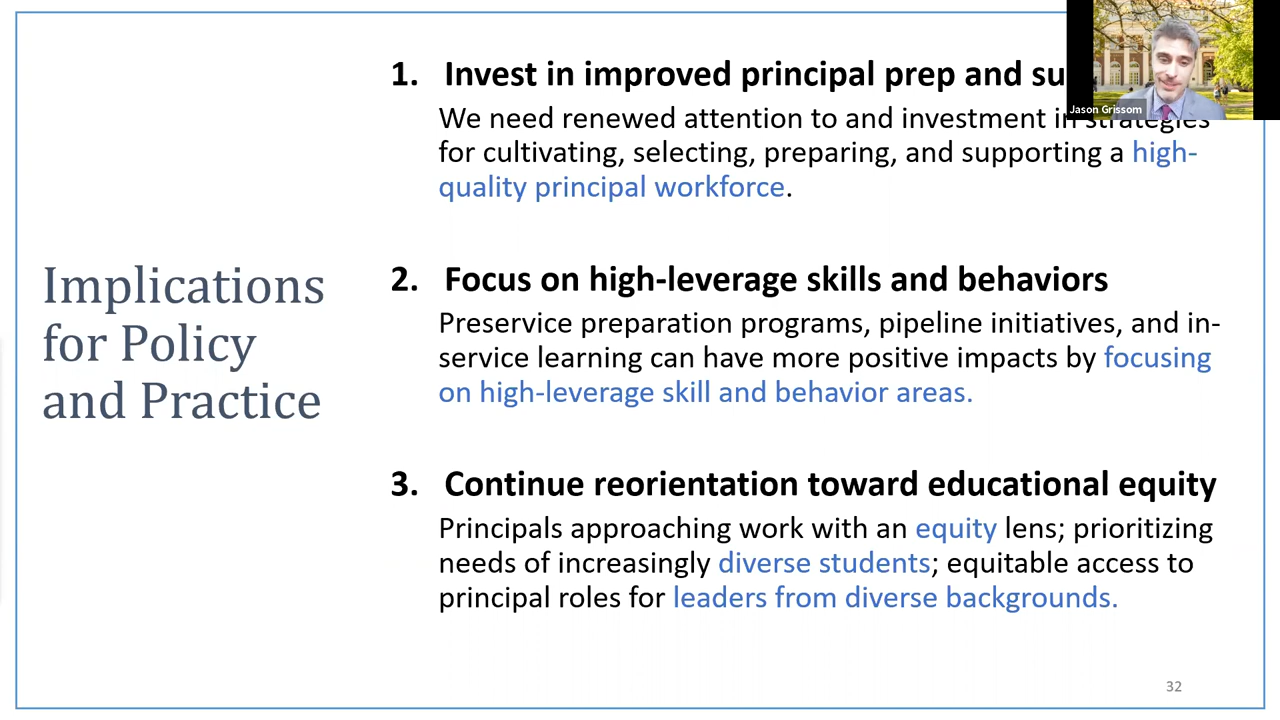 Implications
for Policy
and Practice
1. Invest in improved principal prep and su
We need renewed attention to and investment in strategies
for cultivating, selecting, preparing, and supporting a high-
quality principal workforce.
2. Focus on high-leverage skills and behaviors
Preservice preparation programs, pipeline initiatives, and in-
service learning can have more positive impacts by focusing
on high-leverage skill and behavior areas.
3. Continue reorientation toward educational equity
Principals approaching work with an equity lens; prioritizing
needs of increasingly diverse students; equitable access to
principal roles for leaders from diverse backgrounds.
Jason Grissom
32